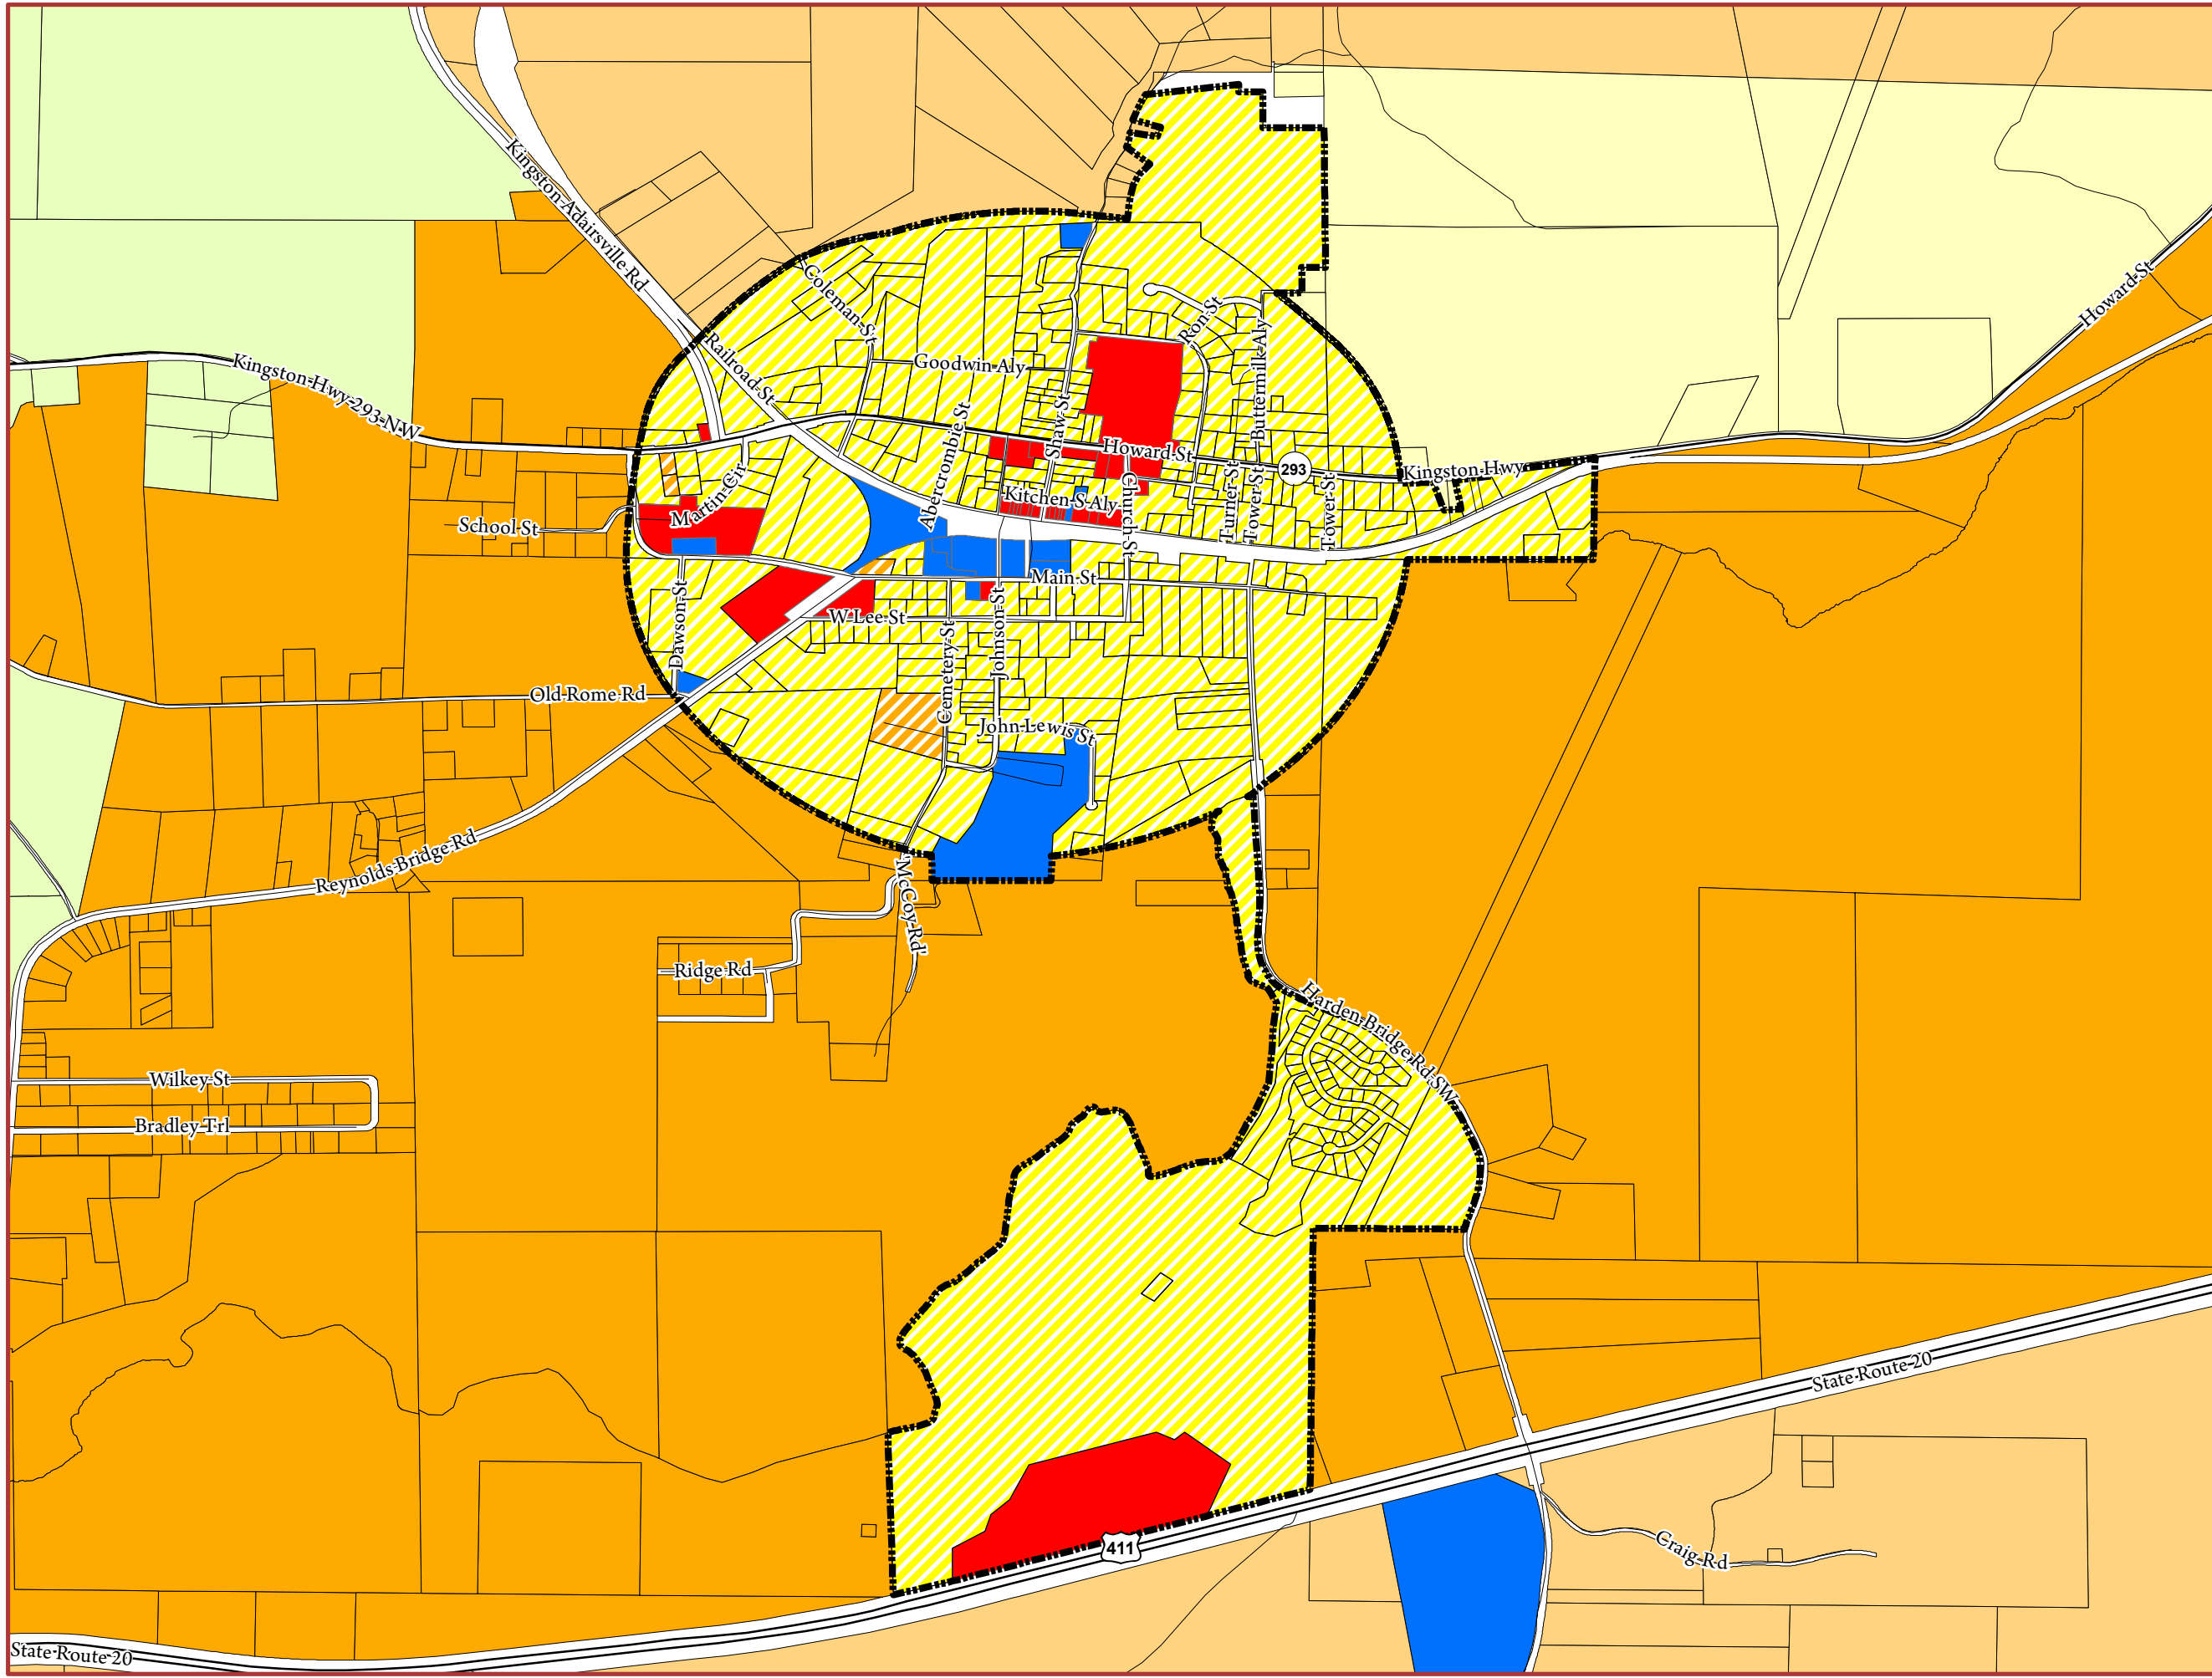 Kingston-Adairsville Rd
Howard St
Coleman St
Ron St
Railroad St
Goodwin Aly
Buttermilk Aly
Kingston Hwy 293 NW
Abercrombie St
Shaw St
Howard St
293
Kingston Hwy
Martin Cir
Kitchen S Aly
Church St
Turner St
Tower St
Tower St
School St
Main St
Dawson St
W Lee St
Cemetery St
Johnson St
Old Rome Rd
John Lewis St
Reynolds Bridge Rd
McCoy Rd
Ridge Rd
Harden Bridge Rd SW
Wilkey St
Bradley Trl
State Route 20
411
Craig Rd
State Route 20